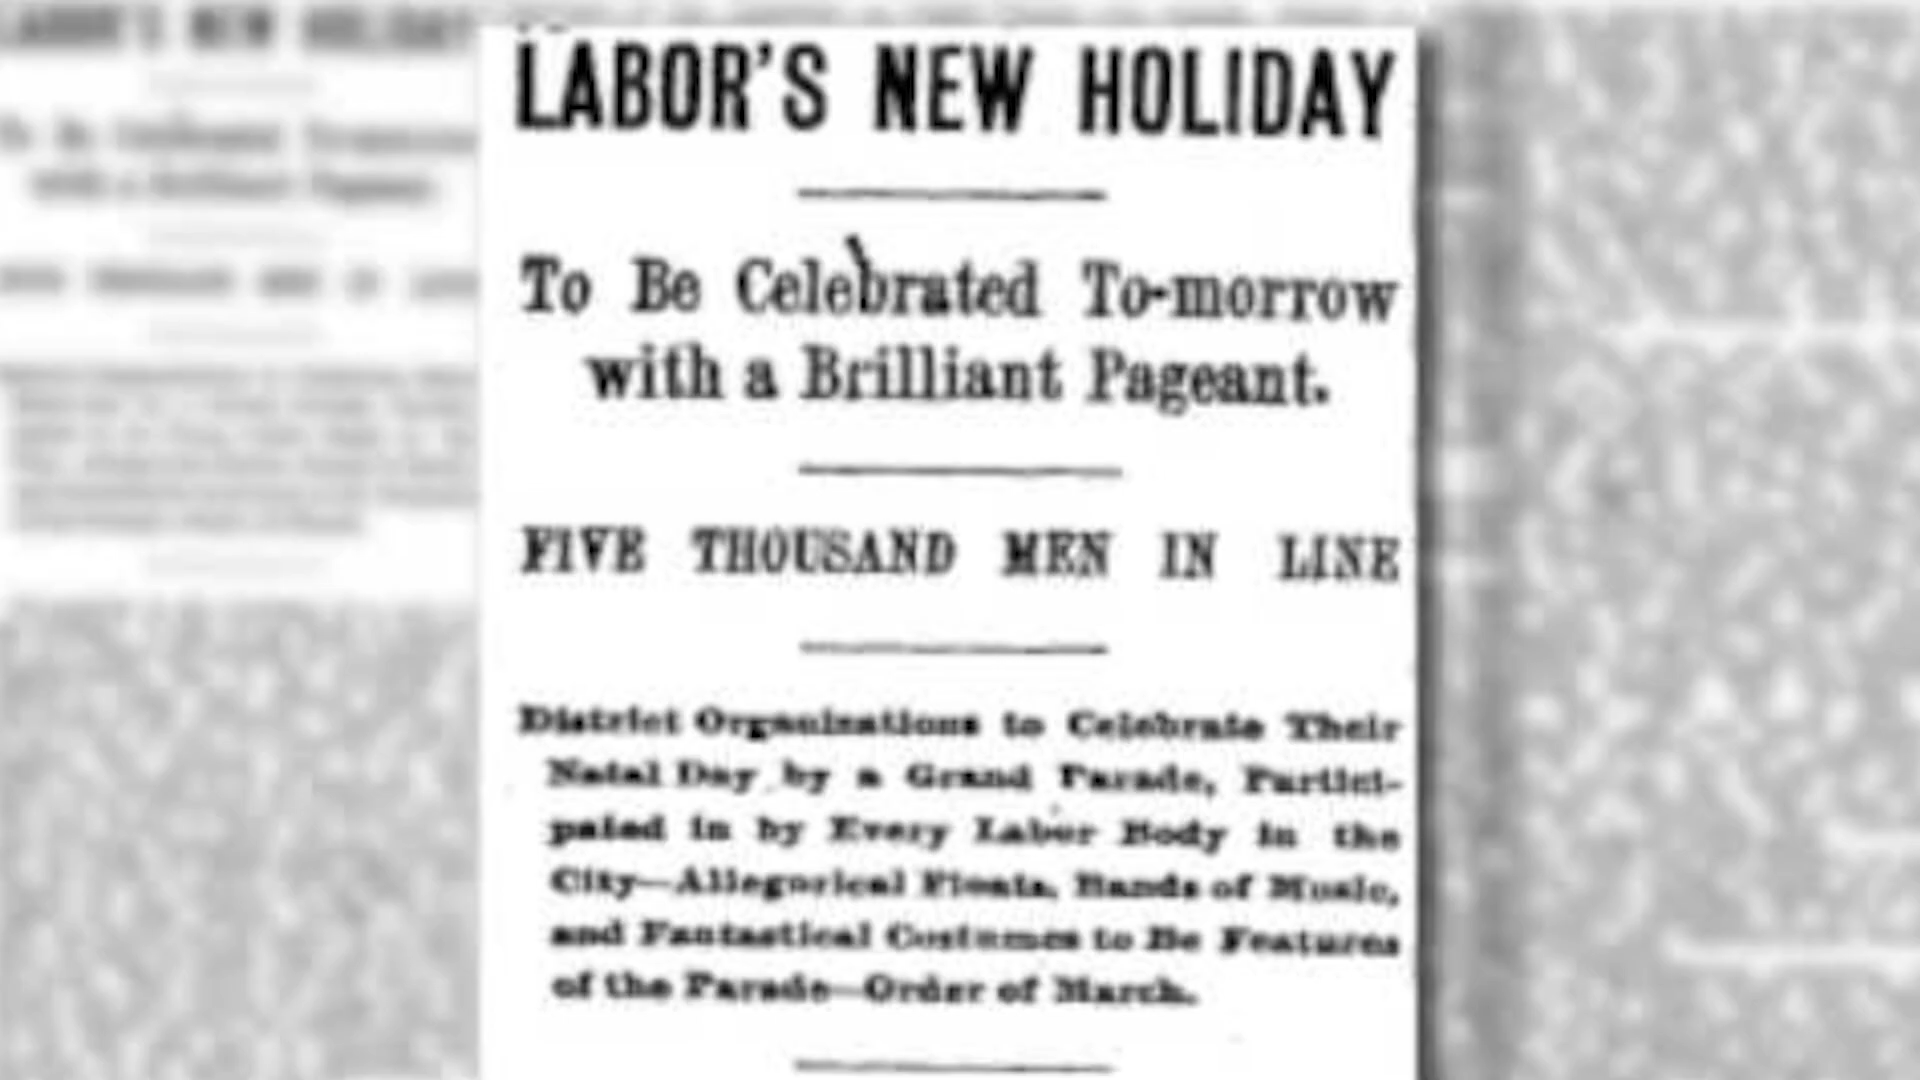 LABOR'S NEW HOLIDAY
To Be Celebrated To-morrow
with a Brilliant Pageant.
FIVE THOUSAND MEN IN LINE
District Organizations to Celebrate Their
Natal Day by a Grand Parade, Partici-
pated in by Every Labor Body in the
City—Allegorical Floats, Bands of Music,
and Fantastical Costumes to Be Features
of the Parade—Order of March.